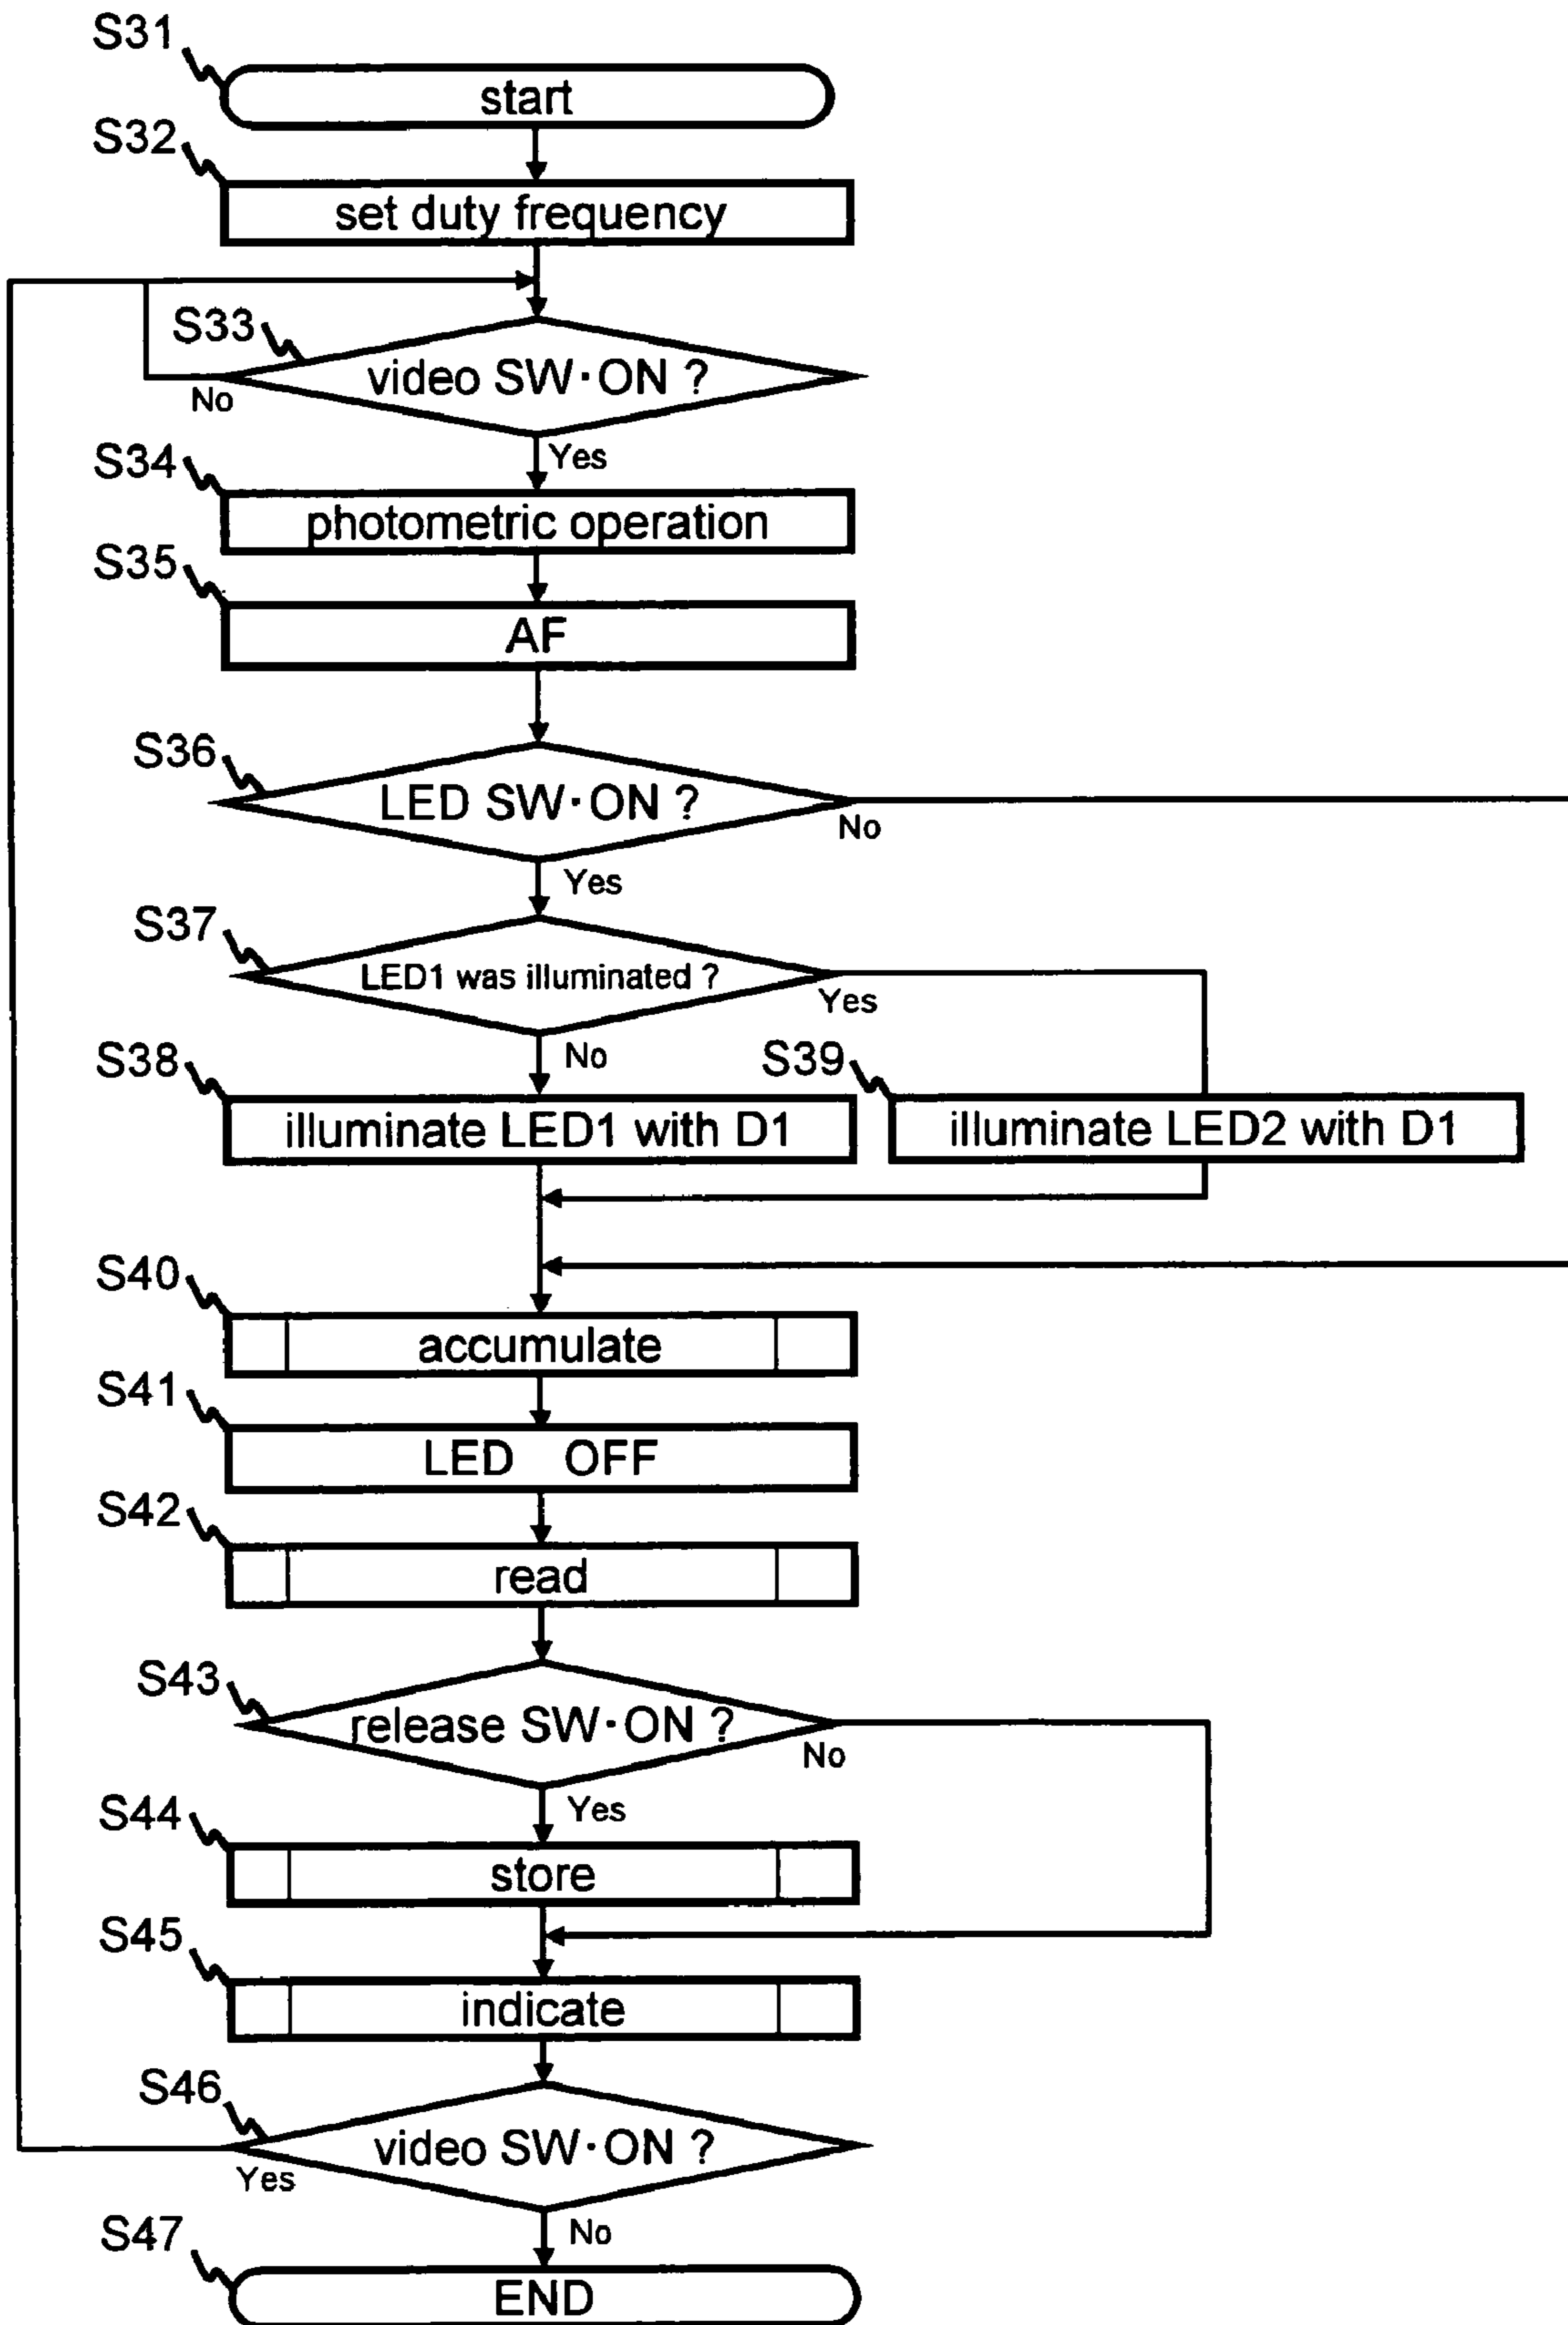 S31
start
S32
set duty frequency
S33
video SW·ON ?
No
Yes
S34
photometric operation
S35
AF
S36
LED SW·ON ?
No
Yes
S37
LED1 was illuminated ?
Yes
No
S38
illuminate LED1 with D1
S39
illuminate LED2 with D1
S40
accumulate
S41
LED OFF
S42
read
S43
release SW·ON ?
No
Yes
S44
store
S45
indicate
S46
video SW·ON ?
Yes
No
S47
END